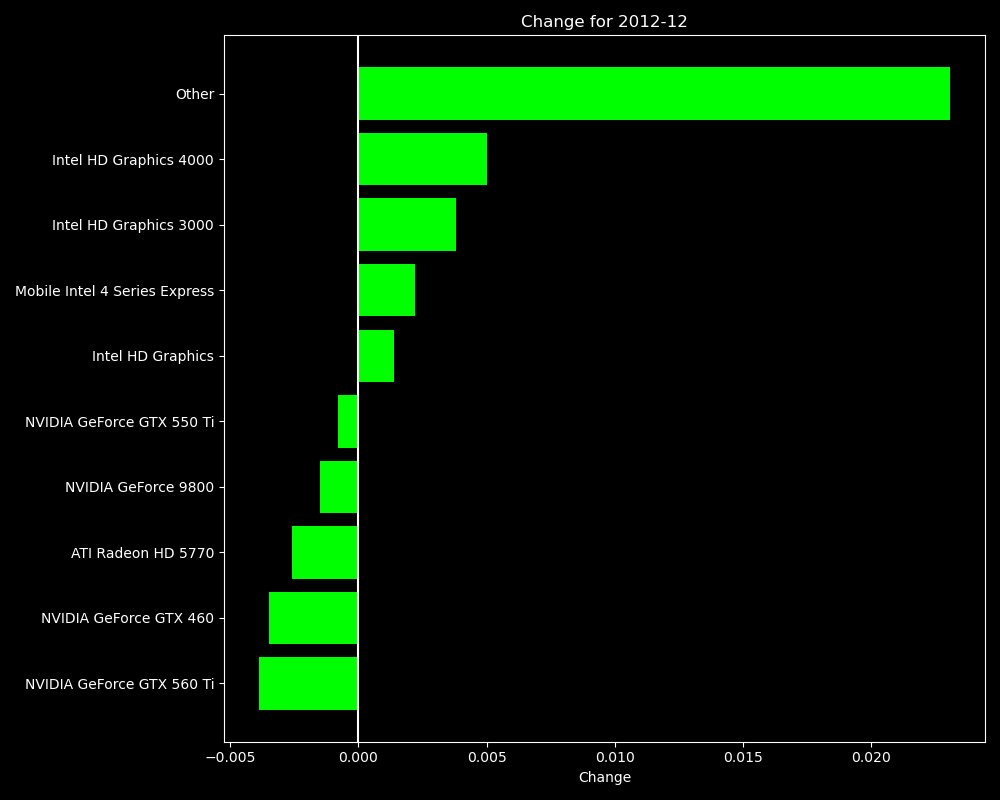 Change for 2012-12
Other
Intel HD Graphics 4000
Intel HD Graphics 3000
Mobile Intel 4 Series Express
Intel HD Graphics
NVIDIA GeForce GTX 550 Ti
NVIDIA GeForce 9800
ATI Radeon HD 5770
NVIDIA GeForce GTX 460
NVIDIA GeForce GTX 560 Ti
−0.005 0.000 0.005 0.010 0.015 0.020
Change